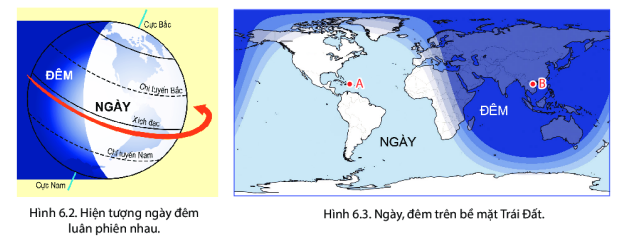 Cực Bắc
Chí tuyến Bắc
ĐÊM
NGÀY
Xích đạo
Chí tuyến Nam
Cực Nam
Hình 6.2. Hiện tượng ngày đêm
luân phiên nhau.
A
B
ĐÊM
NGÀY
Hình 6.3. Ngày, đêm trên bề mặt Trái Đất.